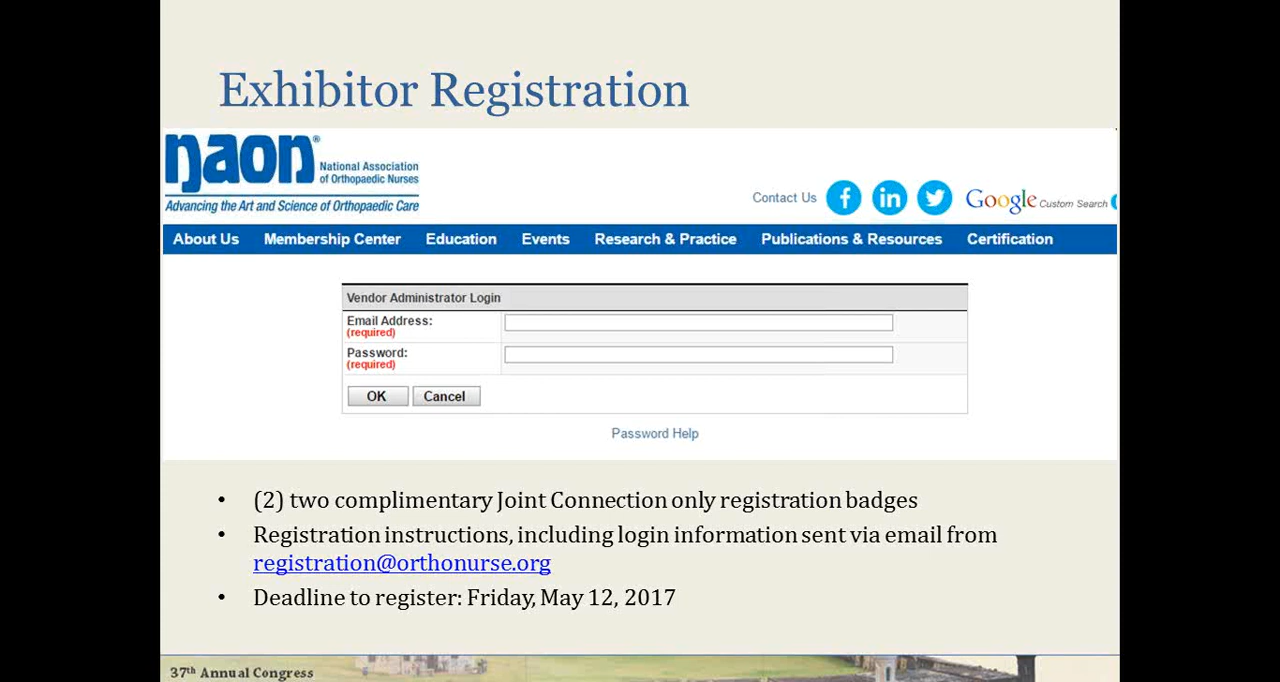 Exhibitor Registration
naon®
National Association
of Orthopaedic Nurses
Advancing the Art and Science of Orthopaedic Care
Contact Us
f
in
Google Custom Search
About Us Membership Center Education Events Research & Practice Publications & Resources Certification
Vendor Administrator Login
Email Address:
(required)
Password:
(required)
OK Cancel
Password Help
• (2) two complimentary Joint Connection only registration badges
• Registration instructions, including login information sent via email from
registration@orthonurse.org
• Deadline to register: Friday, May 12, 2017
37th Annual Congress